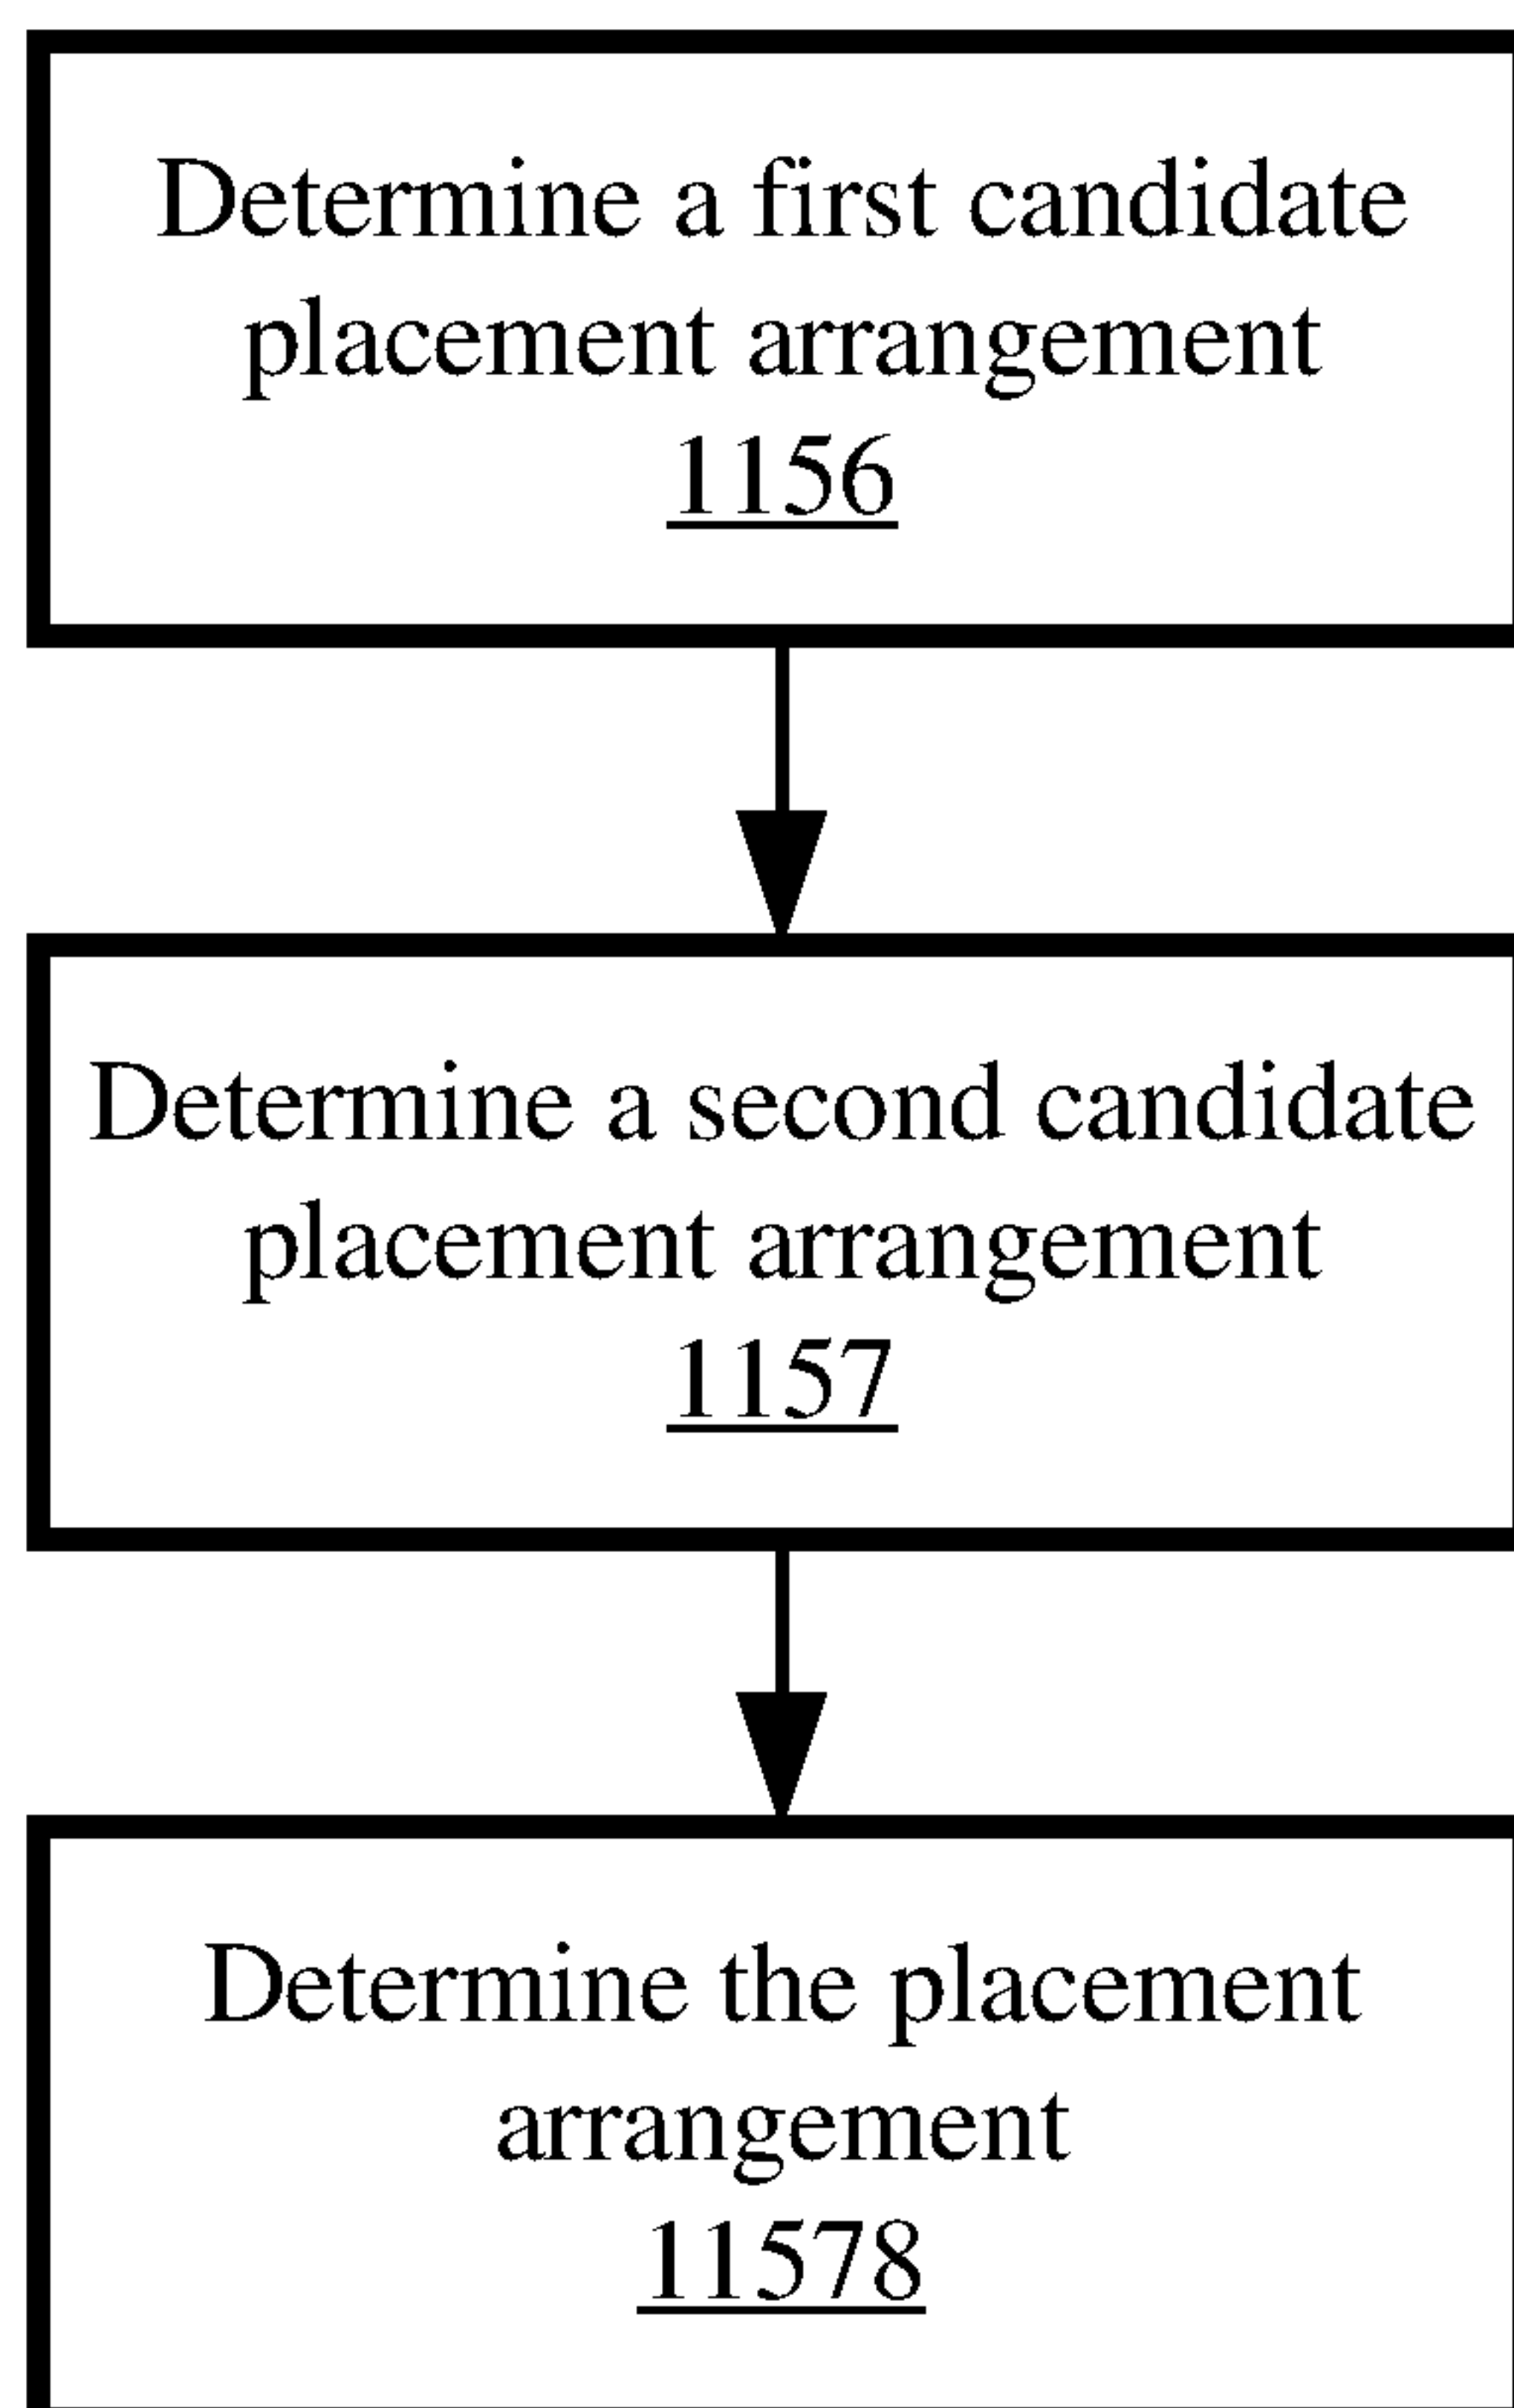 Determine a first candidate
placement arrangement
1156
Determine a second candidate
placement arrangement
1157
Determine the placement
arrangement
11578